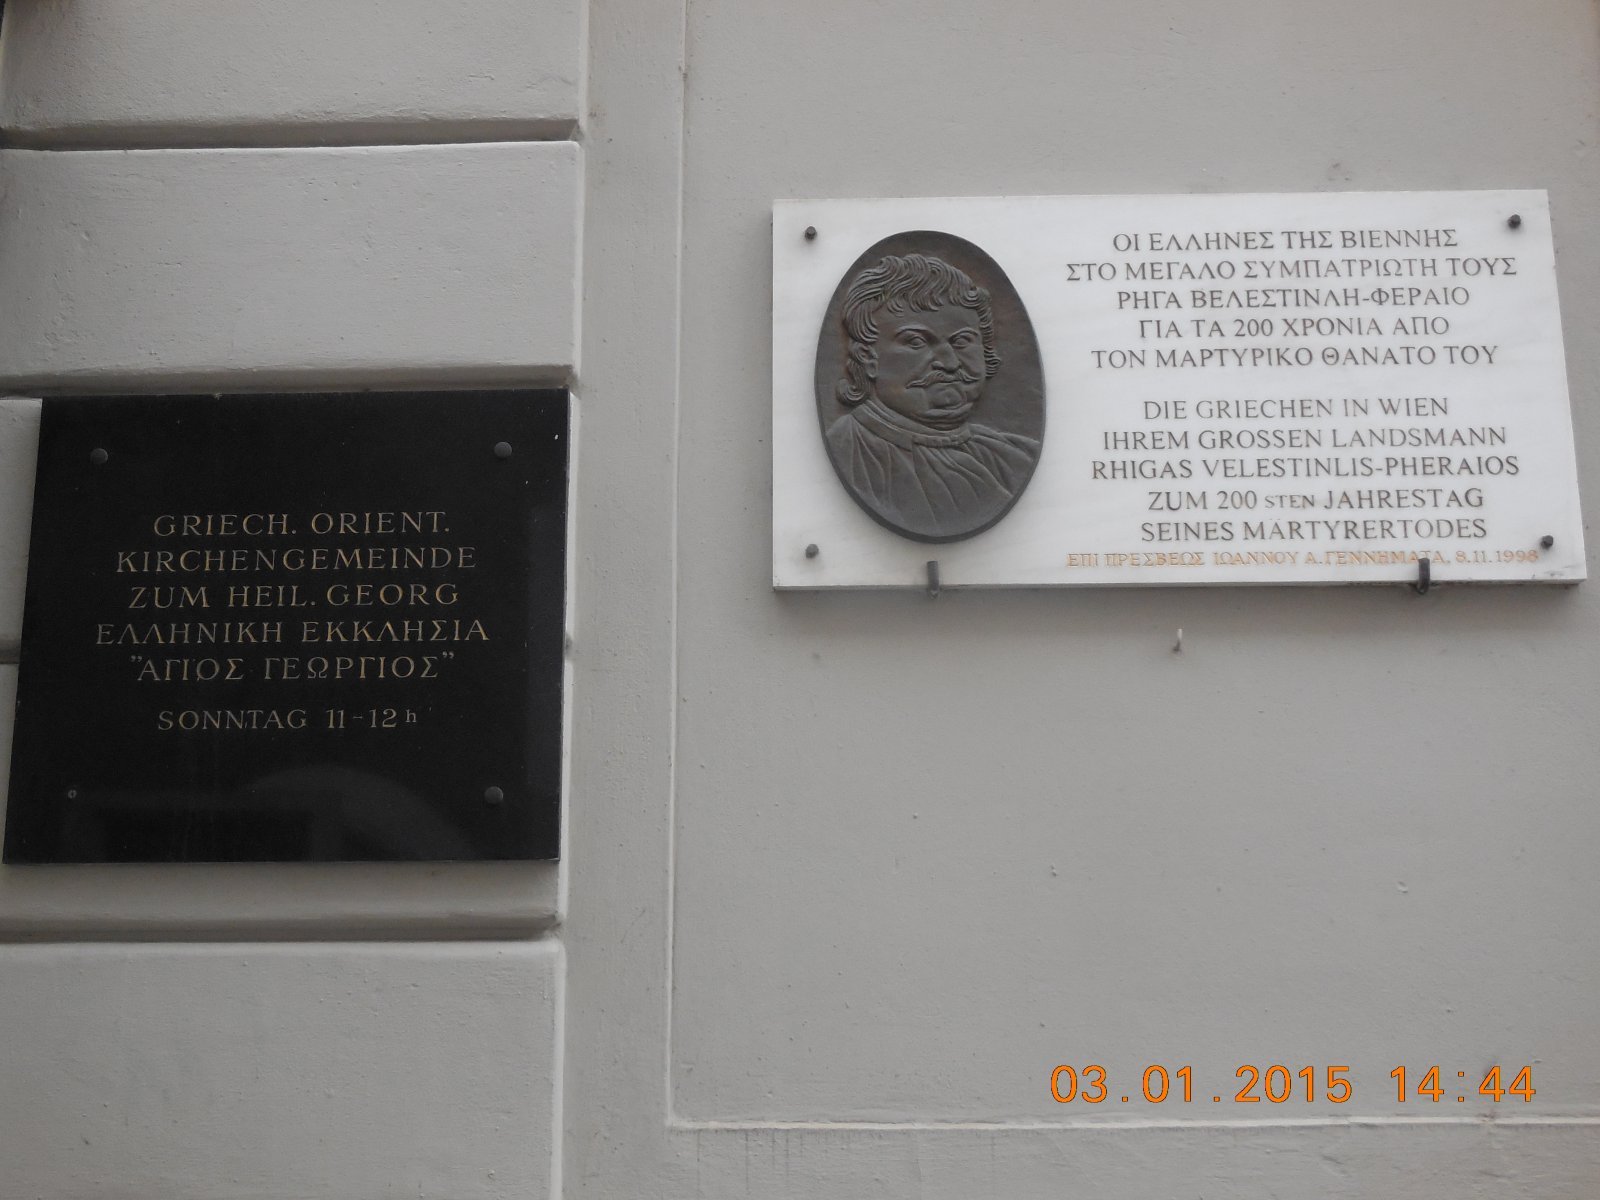 GRIECH. ORIENT.
KIRCHENGEMEINDE
ZUM HEIL. GEORG
ΕΛΛΗΝΙΚΗ ΕΚΚΛΗΣΙΑ
"ΑΓΙΟΣ ΓΕΩΡΓΙΟΣ"
SONNTAG 11-12 h
ΟΙ ΕΛΛΗΝΕΣ ΤΗΣ ΒΙΕΝΝΗΣ
ΣΤΟ ΜΕΓΑΛΟ ΣΥΜΠΑΤΡΙΩΤΗ ΤΟΥΣ
ΡΗΓΑ ΒΕΛΕΣΤΙΝΛΗ-ΦΕΡΑΙΟ
ΓΙΑ ΤΑ 200 ΧΡΟΝΙΑ ΑΠΟ
ΤΟΝ ΜΑΡΤΥΡΙΚΟ ΘΑΝΑΤΟ ΤΟΥ
DIE GRIECHEN IN WIEN
IHREM GROSSEN LANDSMANN
RHIGAS VELESTINLIS-PHERAIOS
ZUM 200 STEN JAHRESTAG
SEINES MÄRTYRERTODES
ΕΠΙ ΠΡΕΣΒΕΩΣ ΙΩΑΝΝΟΥ Α.ΓΕΝΝΗΜΑΤΑ, 8.11.1998
03.01.2015 14:44